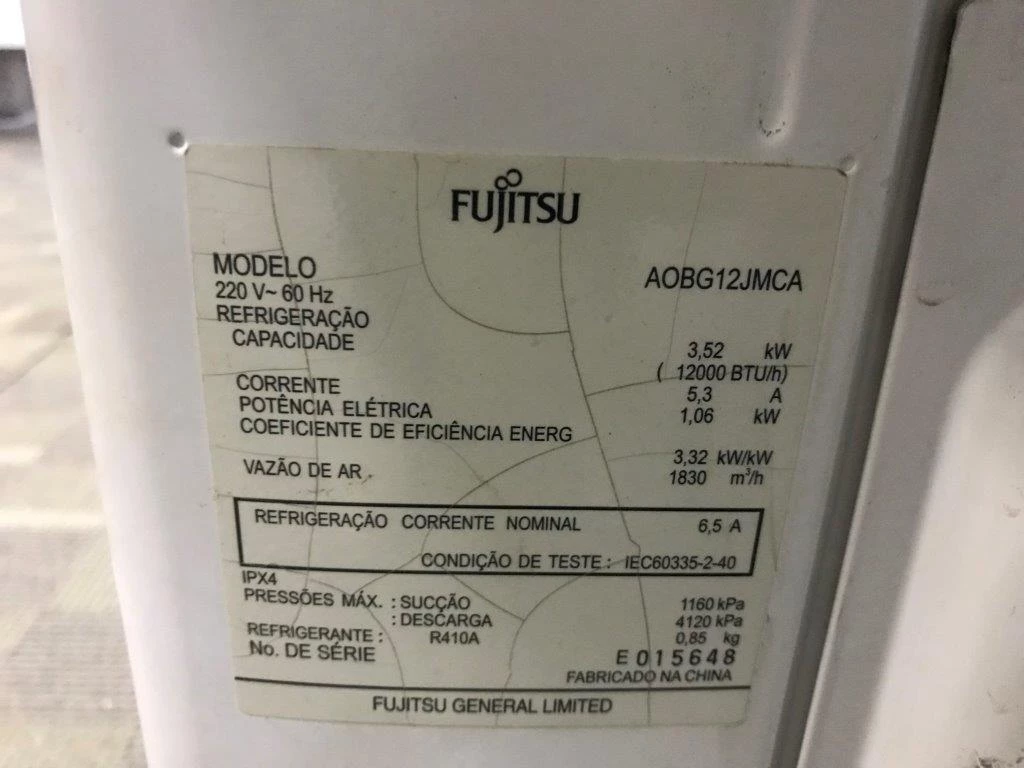 FUJITSU
MODELO AOBG12JMCA
220 V~ 60 Hz
REFRIGERAÇÃO
CAPACIDADE 3,52 kW
( 12000 BTU/h)
CORRENTE 5,3 A
POTÊNCIA ELÉTRICA 1,06 kW
COEFICIENTE DE EFICIÊNCIA ENERG
3,32 kW/kW
VAZÃO DE AR 1830 m³/h
REFRIGERAÇÃO CORRENTE NOMINAL 6,5 A
CONDIÇÃO DE TESTE : IEC60335-2-40
IPX4
PRESSÕES MÁX. : SUCÇÃO 1160 kPa
: DESCARGA 4120 kPa
REFRIGERANTE : R410A 0,85 kg
No. DE SÉRIE E 015648
FABRICADO NA CHINA
FUJITSU GENERAL LIMITED